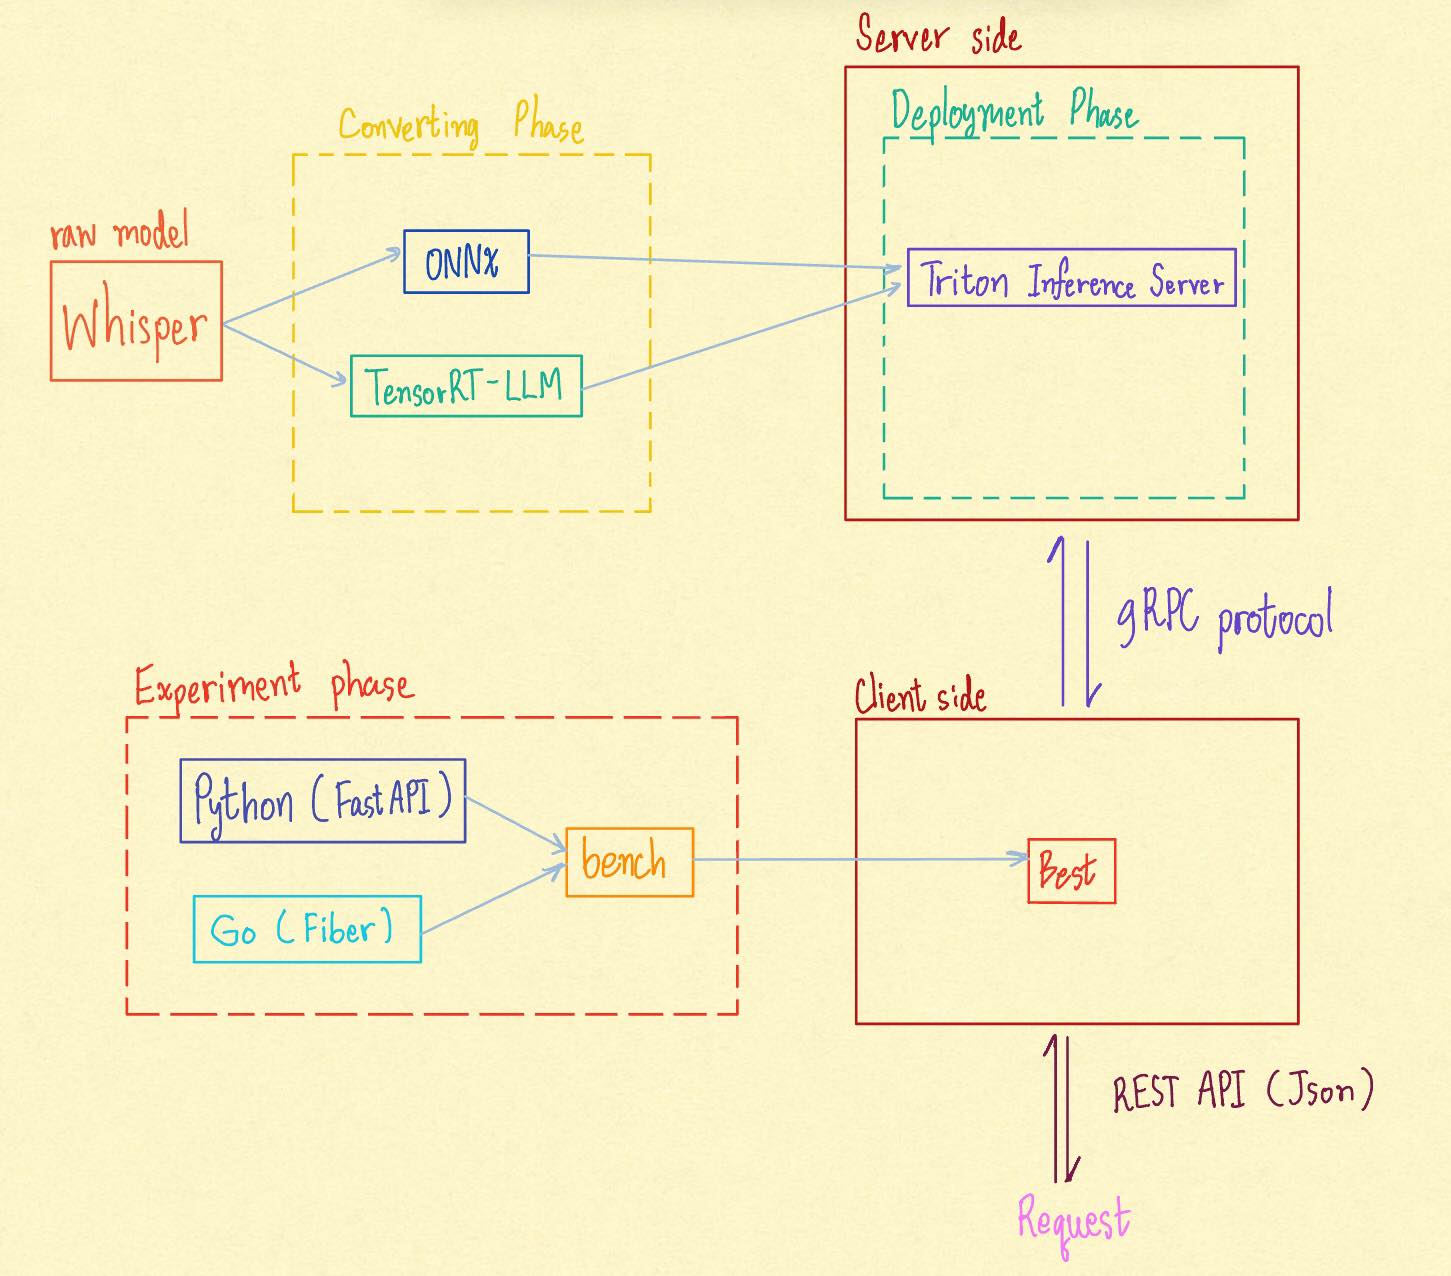 Server side
Deployment Phase
Converting Phase
raw model
Whisper
ONNX
TensorRT-LLM
Triton Inference Server
gRPC protocol
Experiment phase
Python (FastAPI)
Go (Fiber)
bench
Client side
Best
REST API (Json)
Request